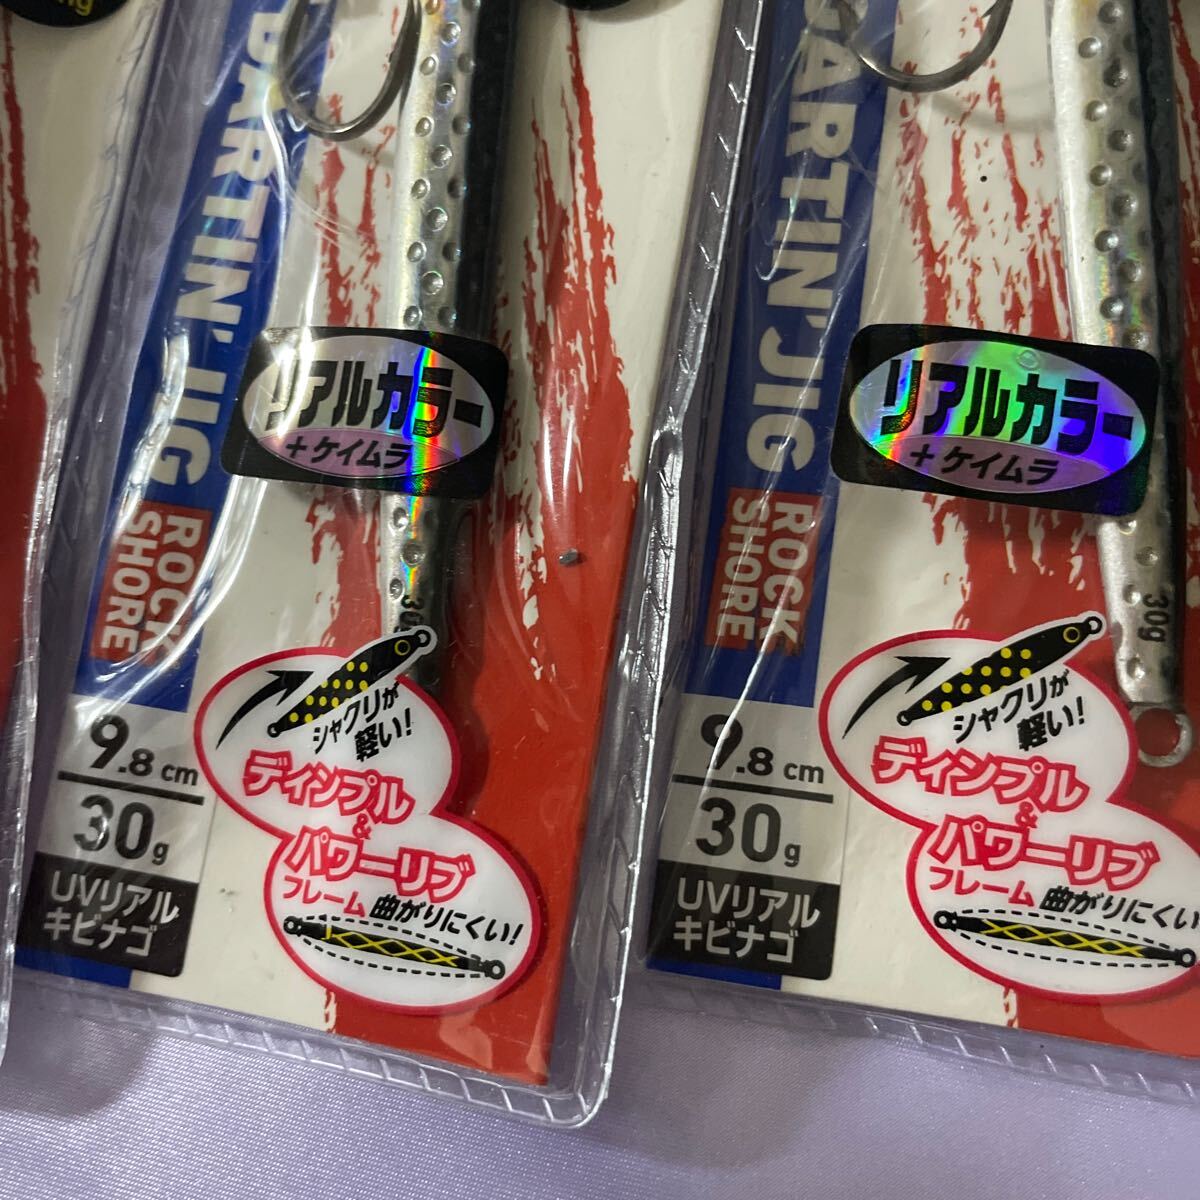 ng
DARTIN' JIG
ROCK
SHORE
リアルカラー
+ケイムラ
30g
シャクリが
軽い!
ディンプル
&
パワーリブ
フレーム 曲がりにくい!
9.8 cm
30g
UVリアル
キビナゴ
DARTIN' JIG
ROCK
SHORE
リアルカラー
+ケイムラ
30g
シャクリが
軽い!
ディンプル
&
パワーリブ
フレーム 曲がりにくい!
9.8 cm
30g
UVリアル
キビナゴ